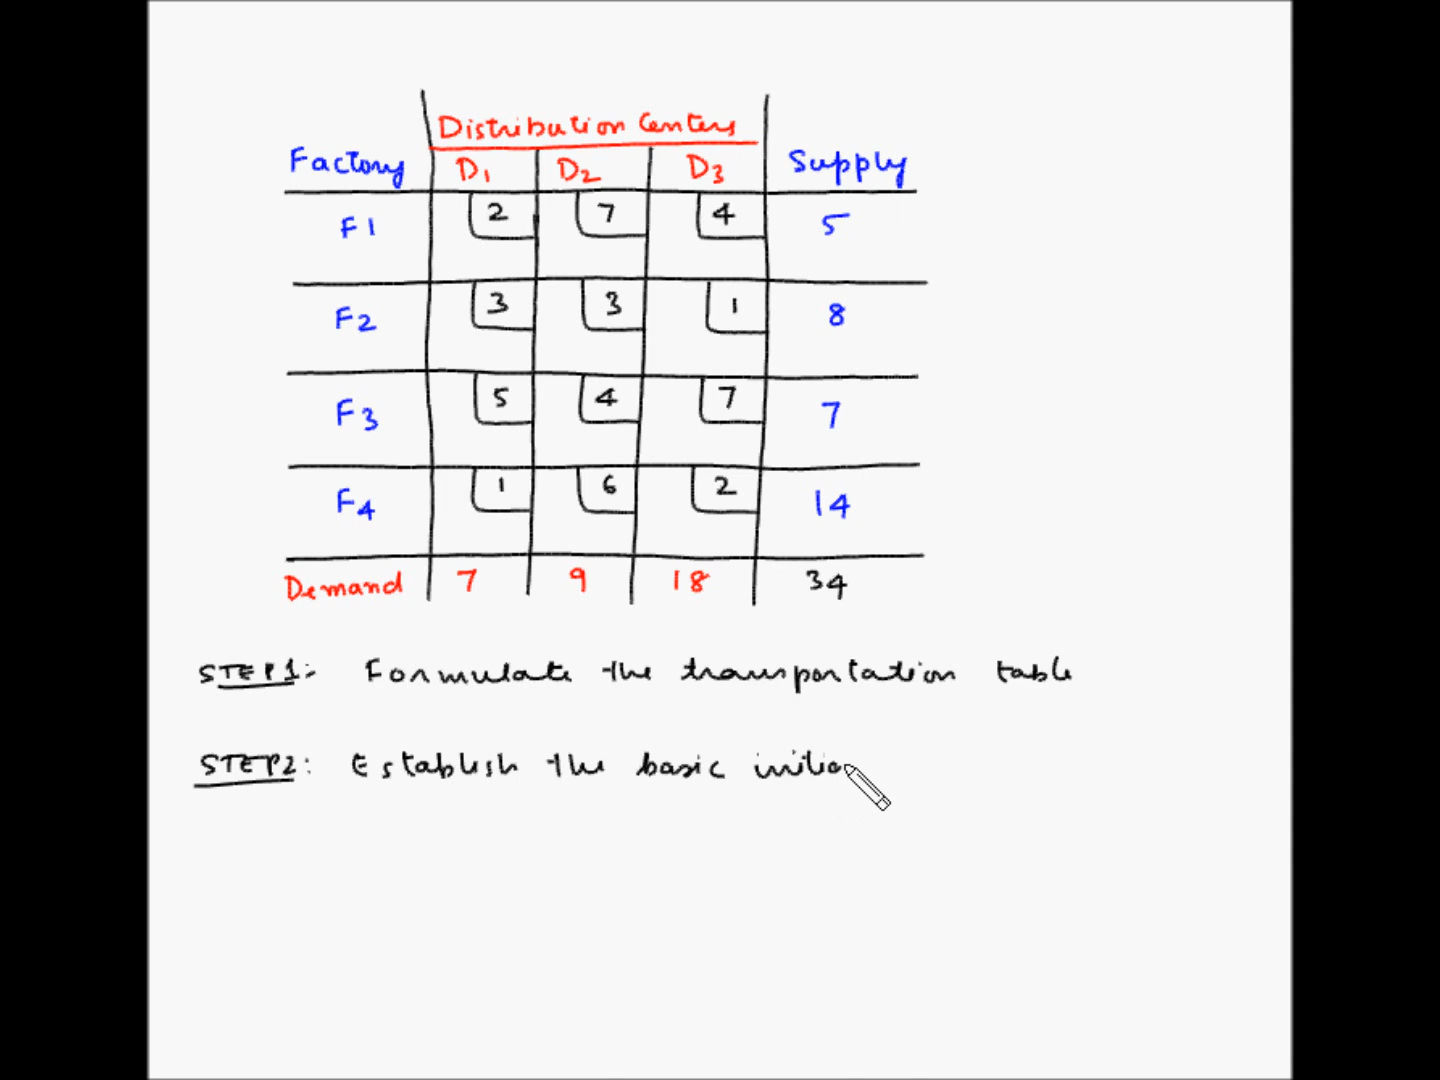 Distribution Centers
Factory D1 D2 D3 Supply
F1 2 7 4 5
F2 3 3 1 8
F3 5 4 7 7
F4 1 6 2 14
Demand 7 9 18 34
STEP1: Formulate the transportation table
STEP2: Establish the basic initia